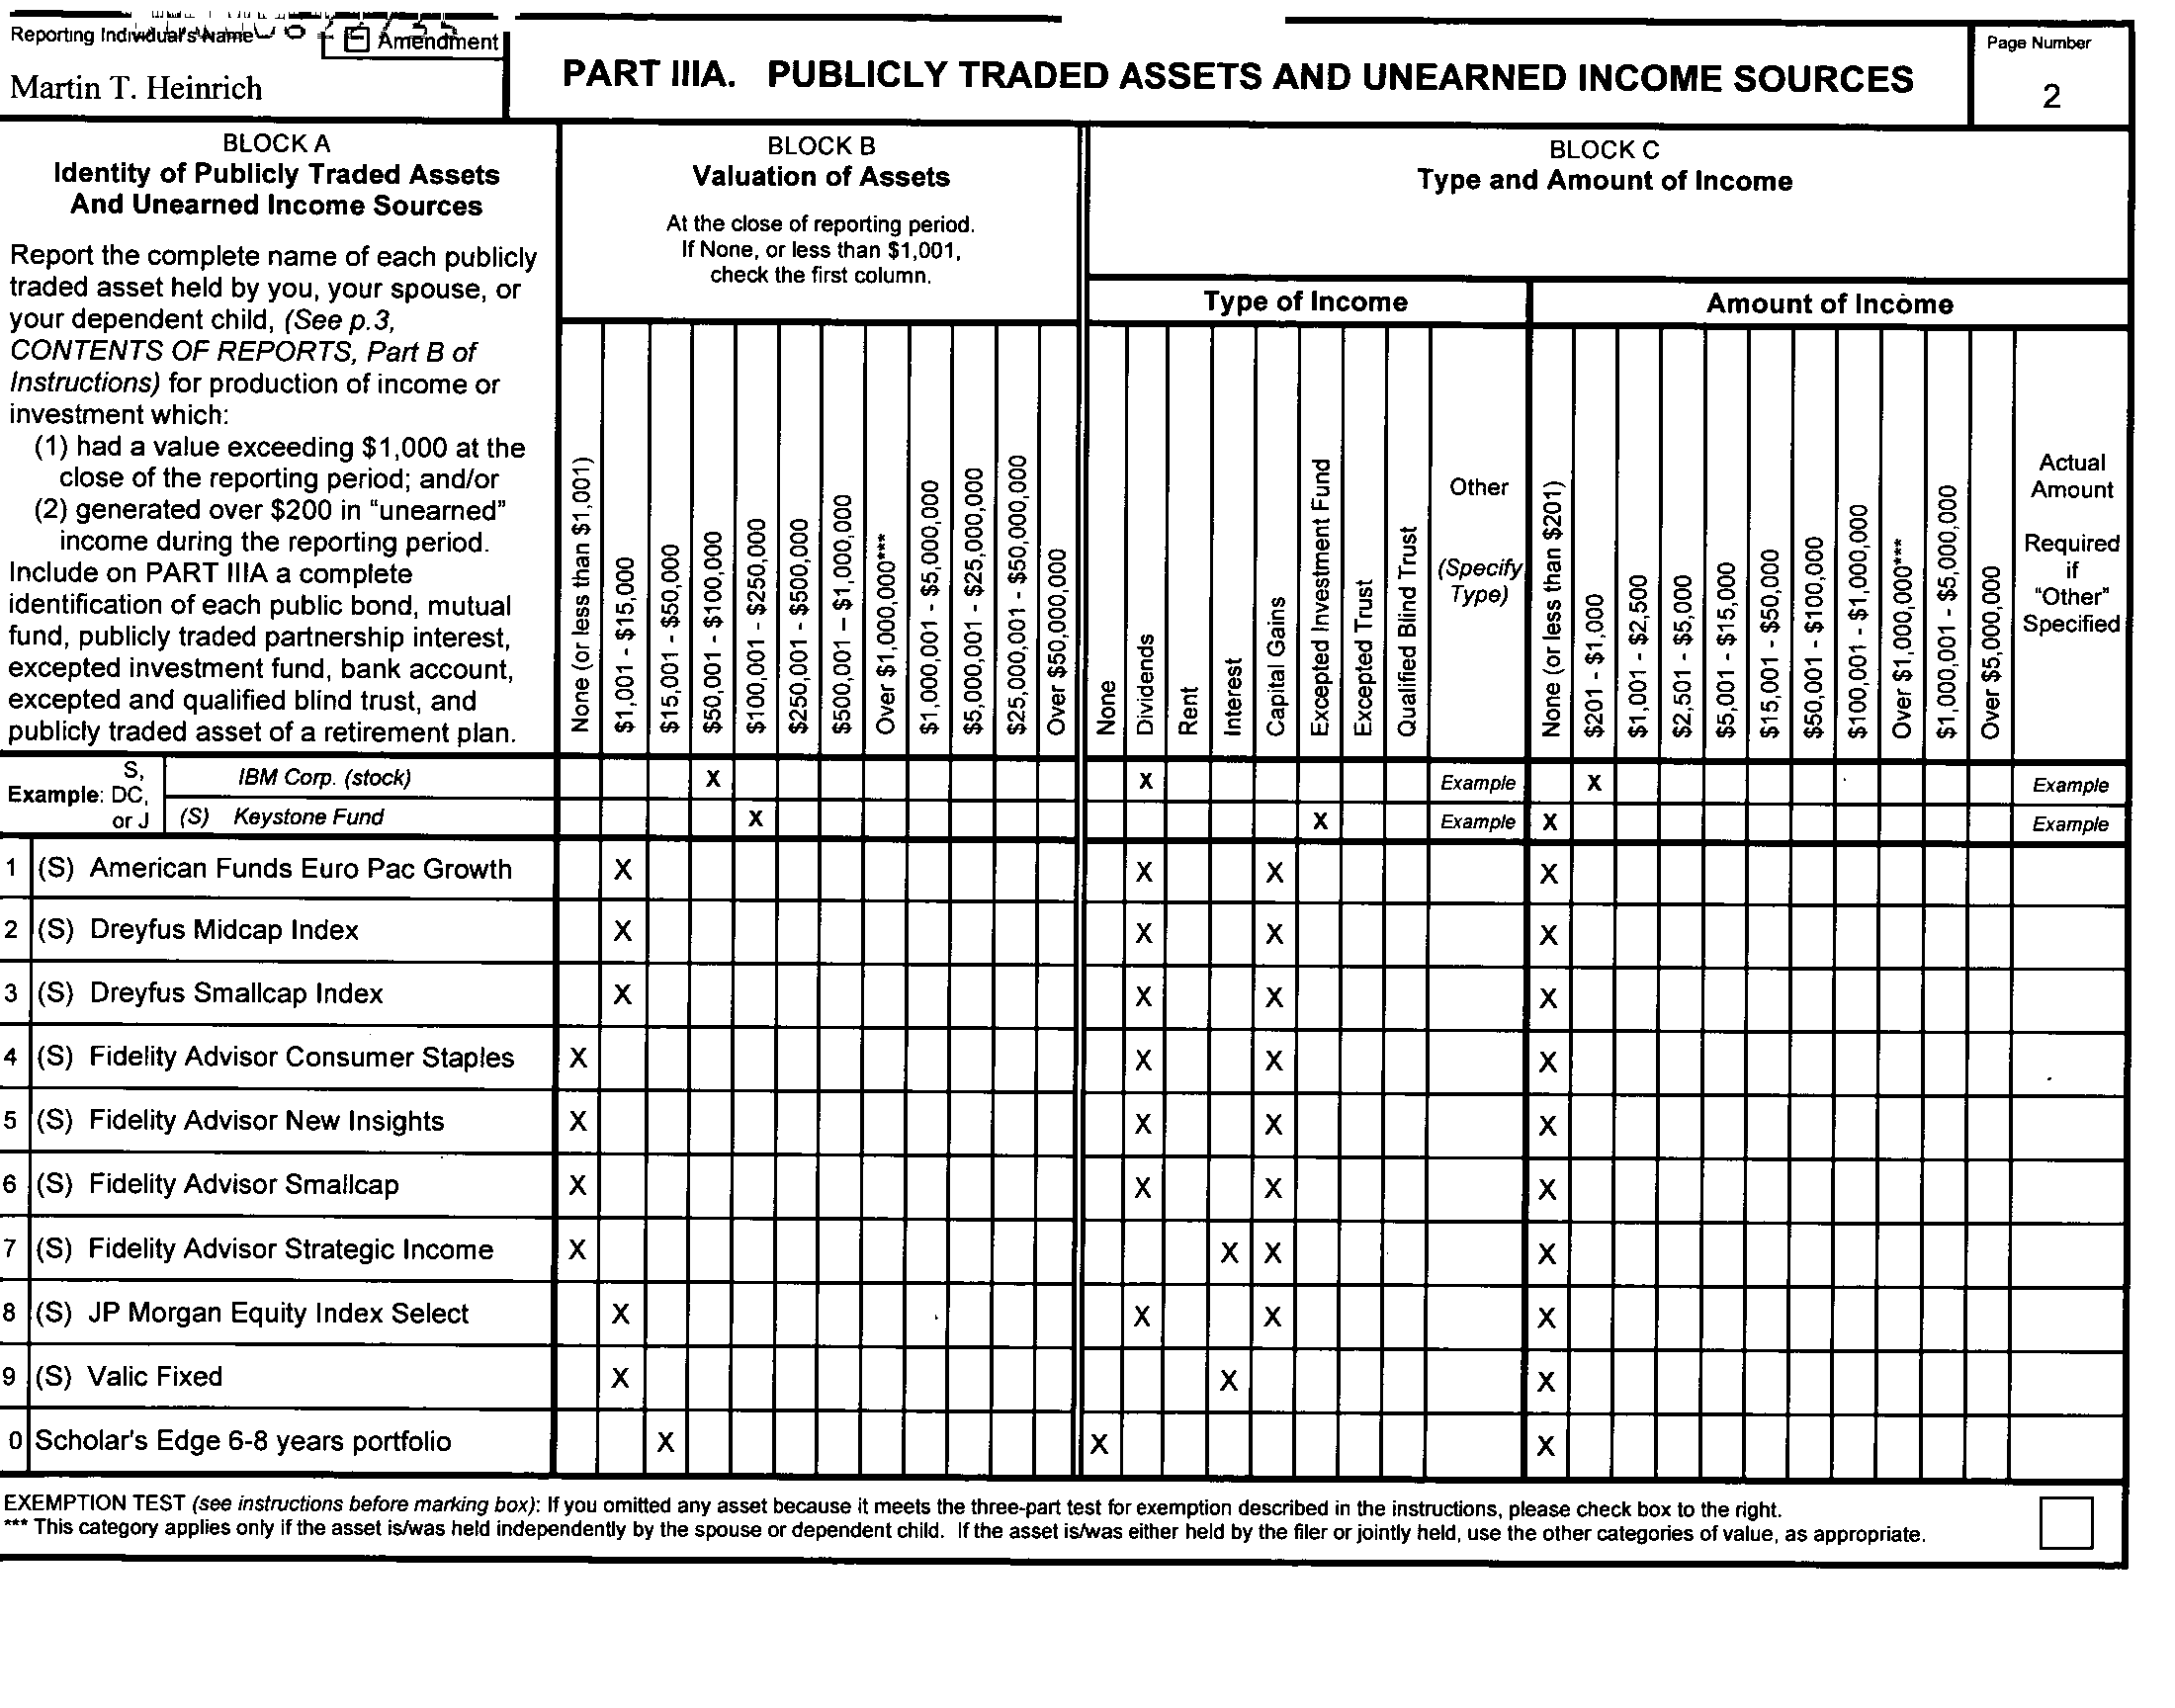 Reporting Individual's Name
Amendment
Martin T. Heinrich
PART IIIA. PUBLICLY TRADED ASSETS AND UNEARNED INCOME SOURCES
Page Number
2
BLOCK A
Identity of Publicly Traded Assets
And Unearned Income Sources
Report the complete name of each publicly
traded asset held by you, your spouse, or
your dependent child, (See p.3,
CONTENTS OF REPORTS, Part B of
Instructions) for production of income or
investment which:
(1) had a value exceeding $1,000 at the
close of the reporting period; and/or
(2) generated over $200 in “unearned”
income during the reporting period.
Include on PART IIIA a complete
identification of each public bond, mutual
fund, publicly traded partnership interest,
excepted investment fund, bank account,
excepted and qualified blind trust, and
publicly traded asset of a retirement plan.
BLOCK B
Valuation of Assets
At the close of reporting period.
If None, or less than $1,001,
check the first column.
None (or less than $1,001)
$1,001 - $15,000
$15,001 - $50,000
$50,001 - $100,000
$100,001 - $250,000
$250,001 - $500,000
$500,001 – $1,000,000
Over $1,000,000***
$1,000,001 - $5,000,000
$5,000,001 - $25,000,000
$25,000,001 - $50,000,000
Over $50,000,000
BLOCK C
Type and Amount of Income
Type of Income
None
Dividends
Rent
Interest
Capital Gains
Excepted Investment Fund
Excepted Trust
Qualified Blind Trust
Other
(Specify
Type)
Amount of Income
None (or less than $201)
$201 - $1,000
$1,001 - $2,500
$2,501 - $5,000
$5,001 - $15,000
$15,001 - $50,000
$50,001 - $100,000
$100,001 - $1,000,000
Over $1,000,000***
$1,000,001 - $5,000,000
Over $5,000,000
Actual
Amount
Required
if
“Other”
Specified
Example: S, DC, or J
IBM Corp. (stock) X X Example X Example
(S) Keystone Fund X X Example X Example
1 (S) American Funds Euro Pac Growth X X X X
2 (S) Dreyfus Midcap Index X X X X
3 (S) Dreyfus Smallcap Index X X X X
4 (S) Fidelity Advisor Consumer Staples X X X X
5 (S) Fidelity Advisor New Insights X X X X
6 (S) Fidelity Advisor Smallcap X X X X
7 (S) Fidelity Advisor Strategic Income X X X X
8 (S) JP Morgan Equity Index Select X X X X
9 (S) Valic Fixed X X X
0 Scholar's Edge 6-8 years portfolio X X X
EXEMPTION TEST (see instructions before marking box): If you omitted any asset because it meets the three-part test for exemption described in the instructions, please check box to the right.
*** This category applies only if the asset is/was held independently by the spouse or dependent child. If the asset is/was either held by the filer or jointly held, use the other categories of value, as appropriate.